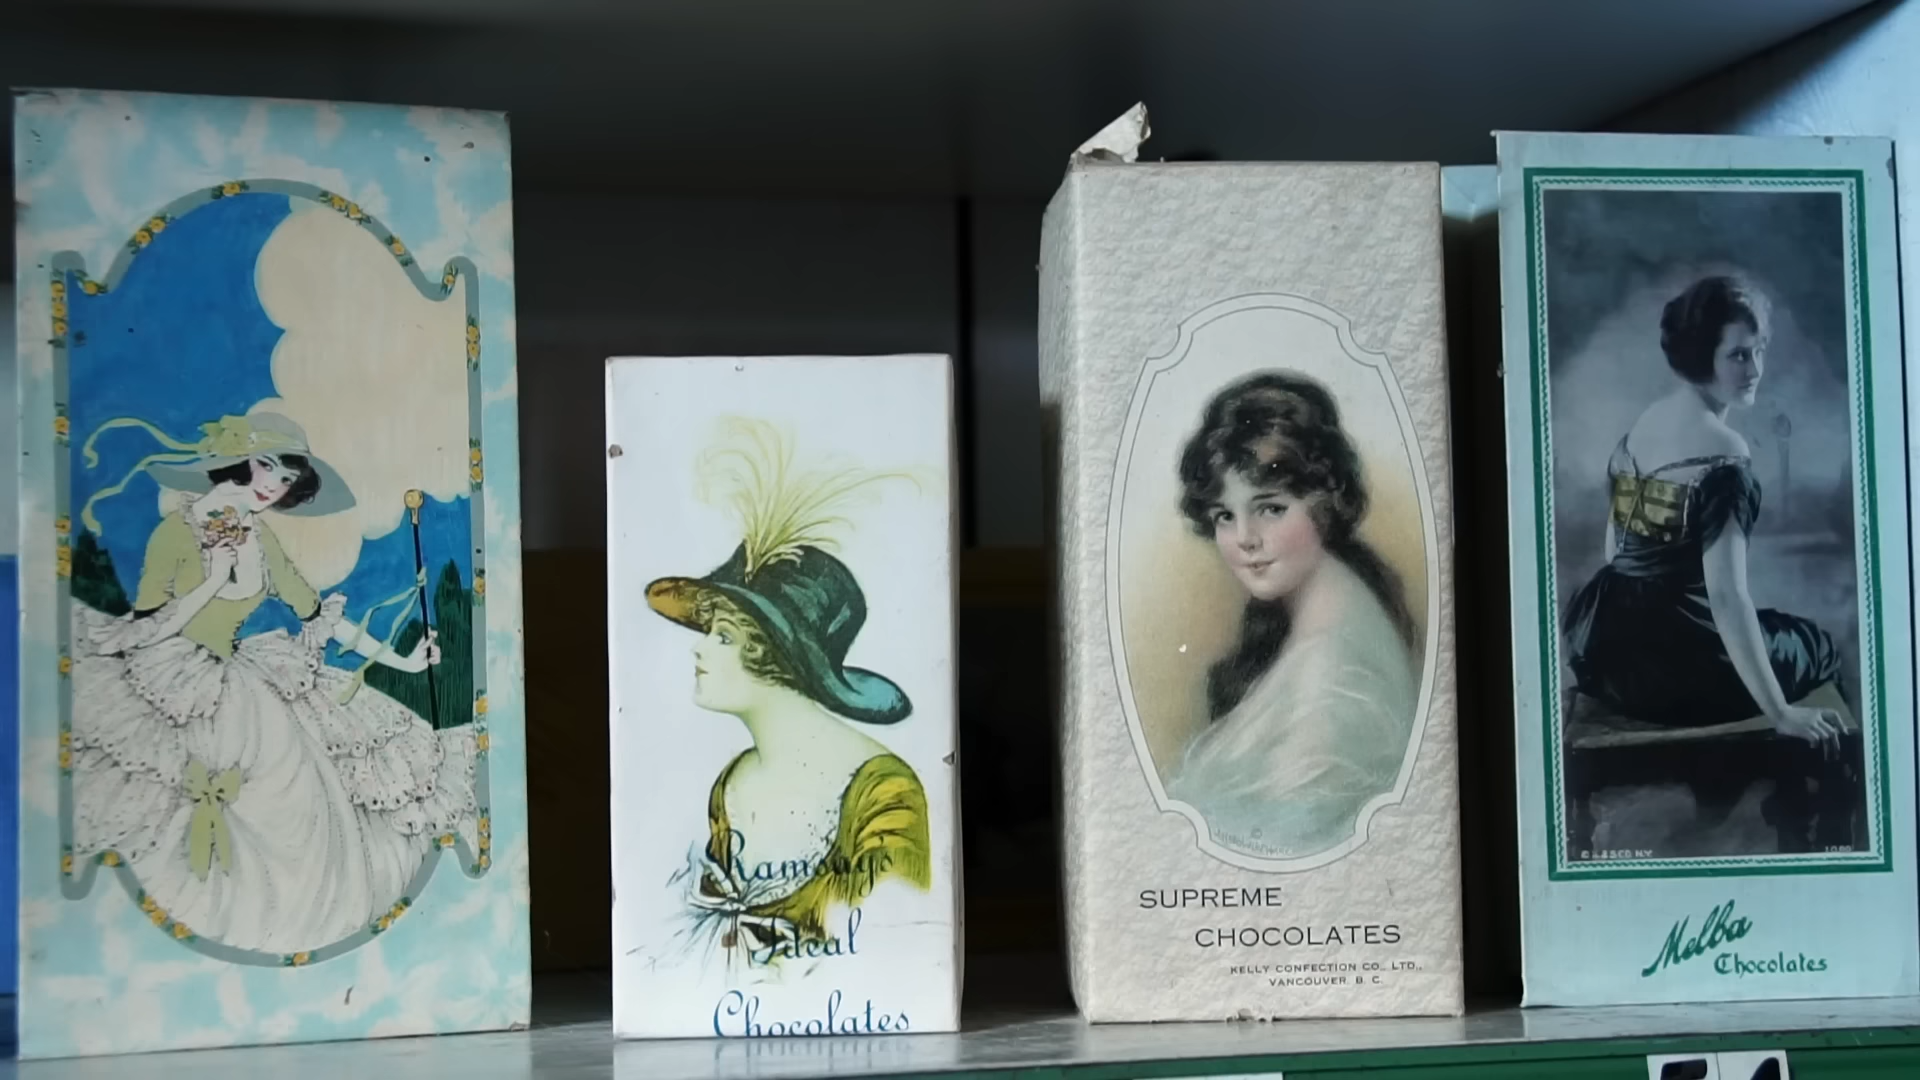 Ramsay's
Ideal
Chocolates
SUPREME
CHOCOLATES
KELLY CONFECTION CO., LTD.,
VANCOUVER. B. C.
Melba
Chocolates